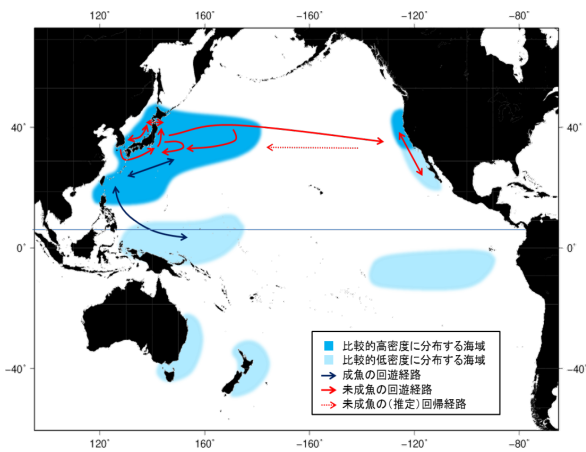 120° 160° -160° -120° -80°
40° 40°
0° 0°
-40° -40°
比較的高密度に分布する海域
比較的低密度に分布する海域
成魚の回遊経路
未成魚の回遊経路
未成魚の(推定)回帰経路
120° 160° -160° -120° -80°